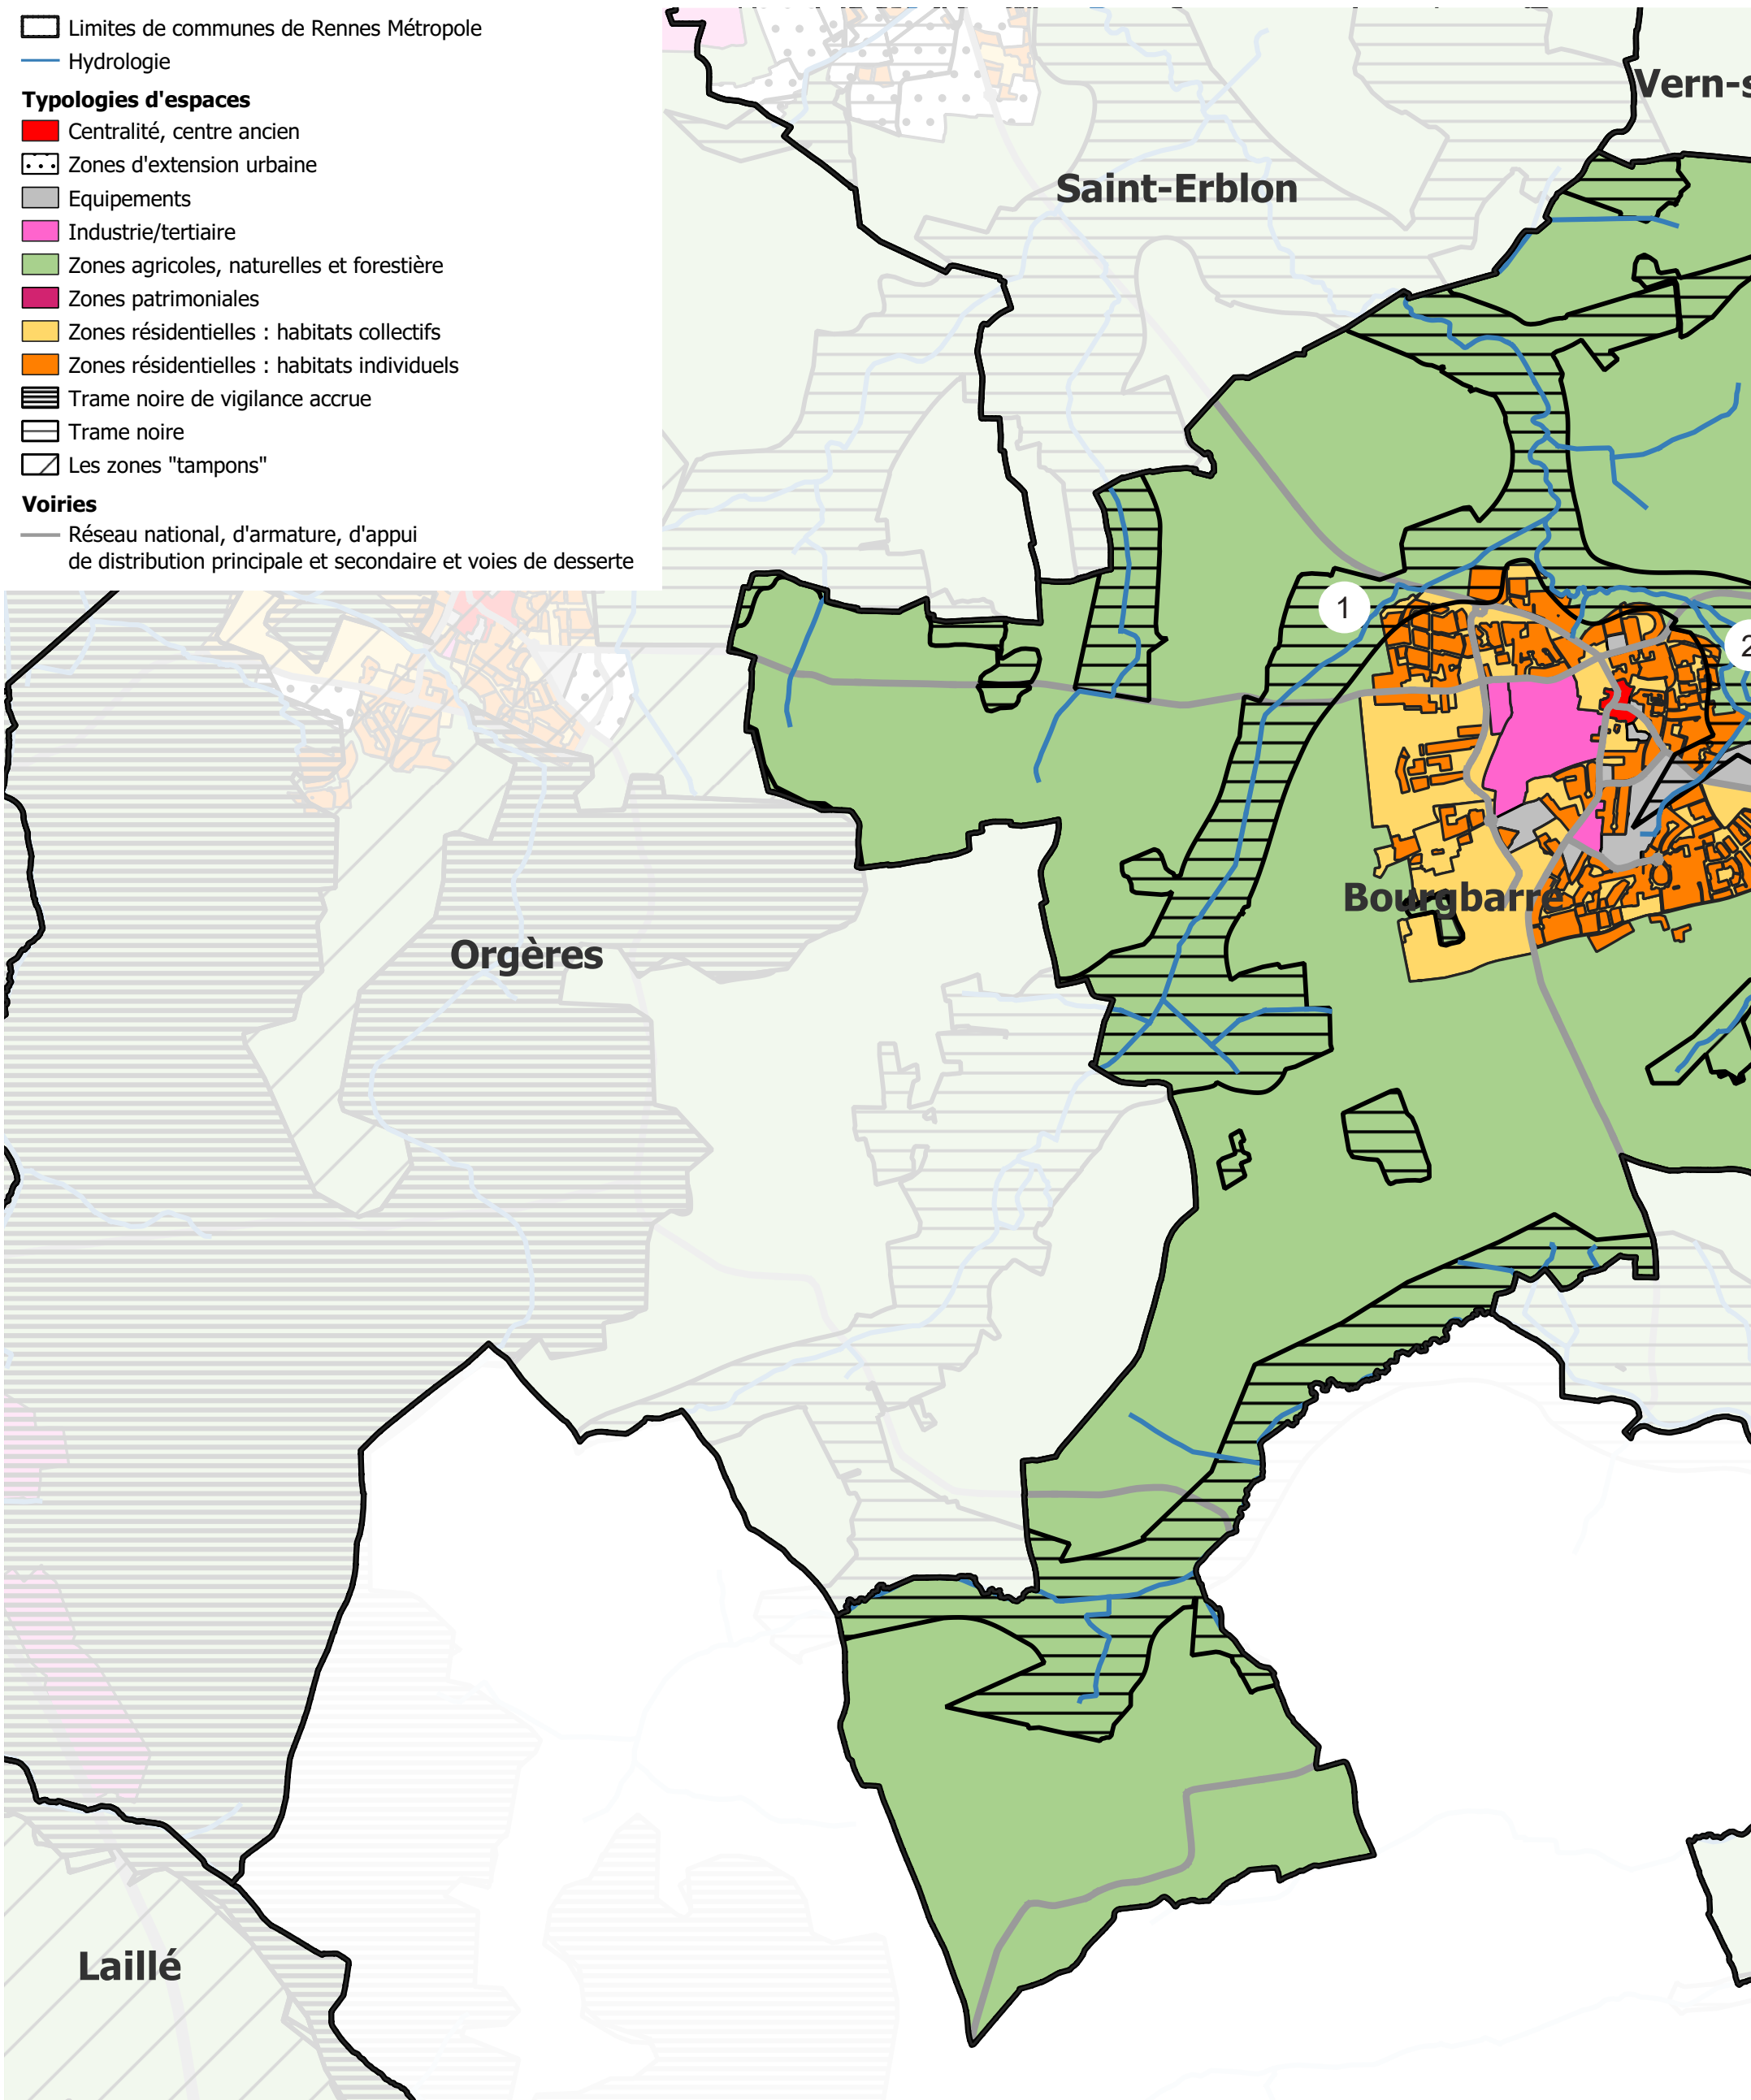 Limites de communes de Rennes Métropole
Hydrologie
Typologies d'espaces
Centralité, centre ancien
Zones d'extension urbaine
Equipements
Industrie/tertiaire
Zones agricoles, naturelles et forestière
Zones patrimoniales
Zones résidentielles : habitats collectifs
Zones résidentielles : habitats individuels
Trame noire de vigilance accrue
Trame noire
Les zones "tampons"
Voiries
Réseau national, d'armature, d'appui
de distribution principale et secondaire et voies de desserte
Vern-s
Saint-Erblon
1
2
Bourgbarré
Orgères
Laillé